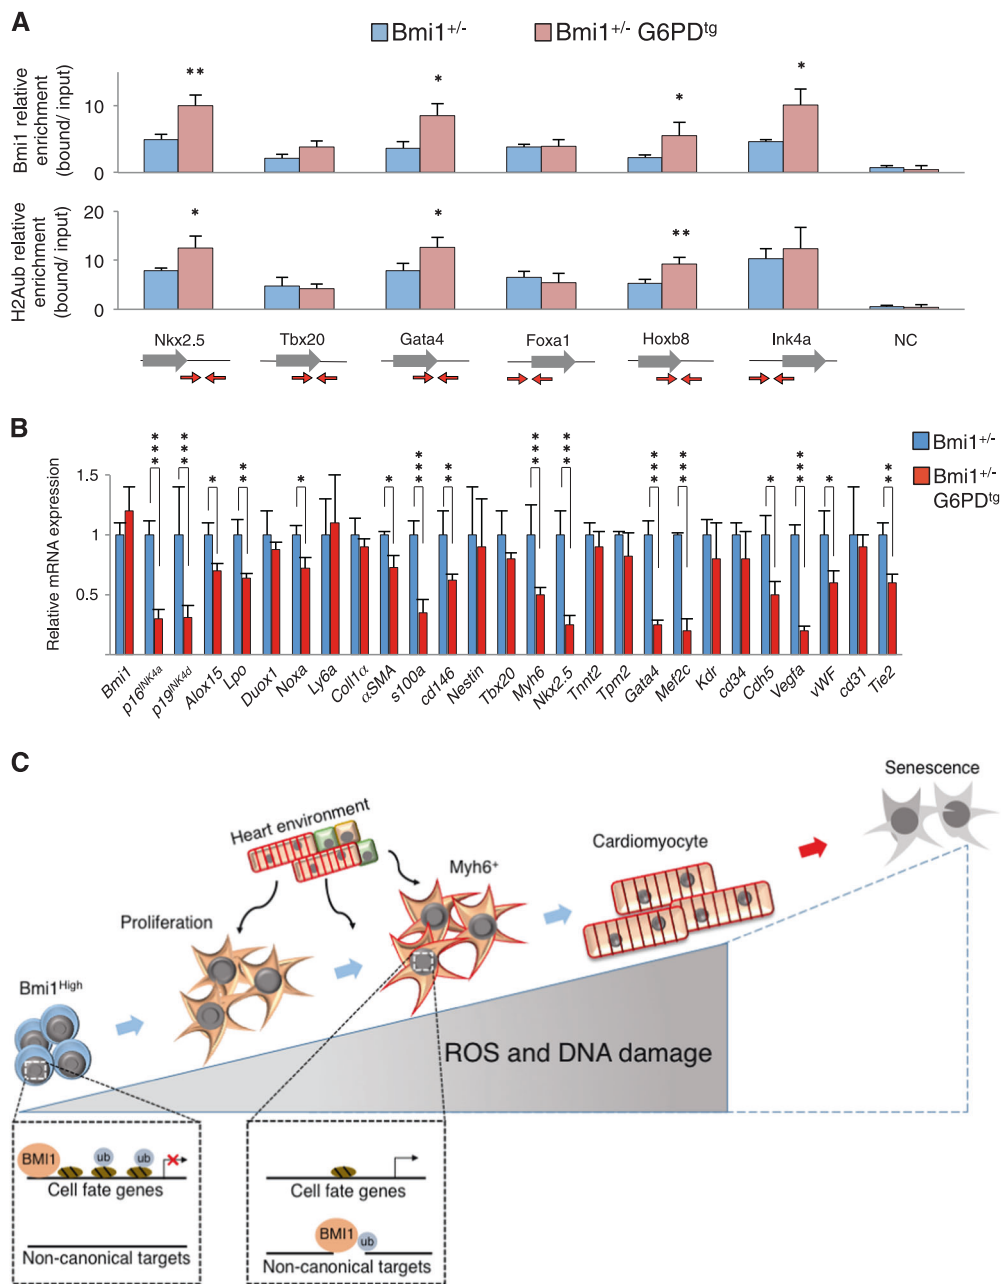 A
Bmi1+/- Bmi1+/- G6PDtg
Bmi1 relative
enrichment
(bound/ input)
10
0
** * * *
H2Aub relative
enrichment
(bound/ input)
20
10
0
* * **
Nkx2.5 Tbx20 Gata4 Foxa1 Hoxb8 Ink4a NC
B
Bmi1+/-
Bmi1+/-
G6PDtg
Relative mRNA expression
1.5
1
0.5
*** *** * ** * * *** ** *** *** *** *** * *** * **
Bmi1 p16INK4a p19INK4d Alox15 Lpo Duox1 Noxa Ly6a Coll1α αSMA s100a cd146 Nestin Tbx20 Myh6 Nkx2.5 Tnnt2 Tpm2 Gata4 Mef2c Kdr cd34 Cdh5 Vegfa vWF cd31 Tie2
C
Senescence
Heart environment
Cardiomyocyte
Myh6+
Proliferation
Bmi1High
ROS and DNA damage
BMI1 ub ub
Cell fate genes
Non-canonical targets
Cell fate genes
BMI1 ub
Non-canonical targets